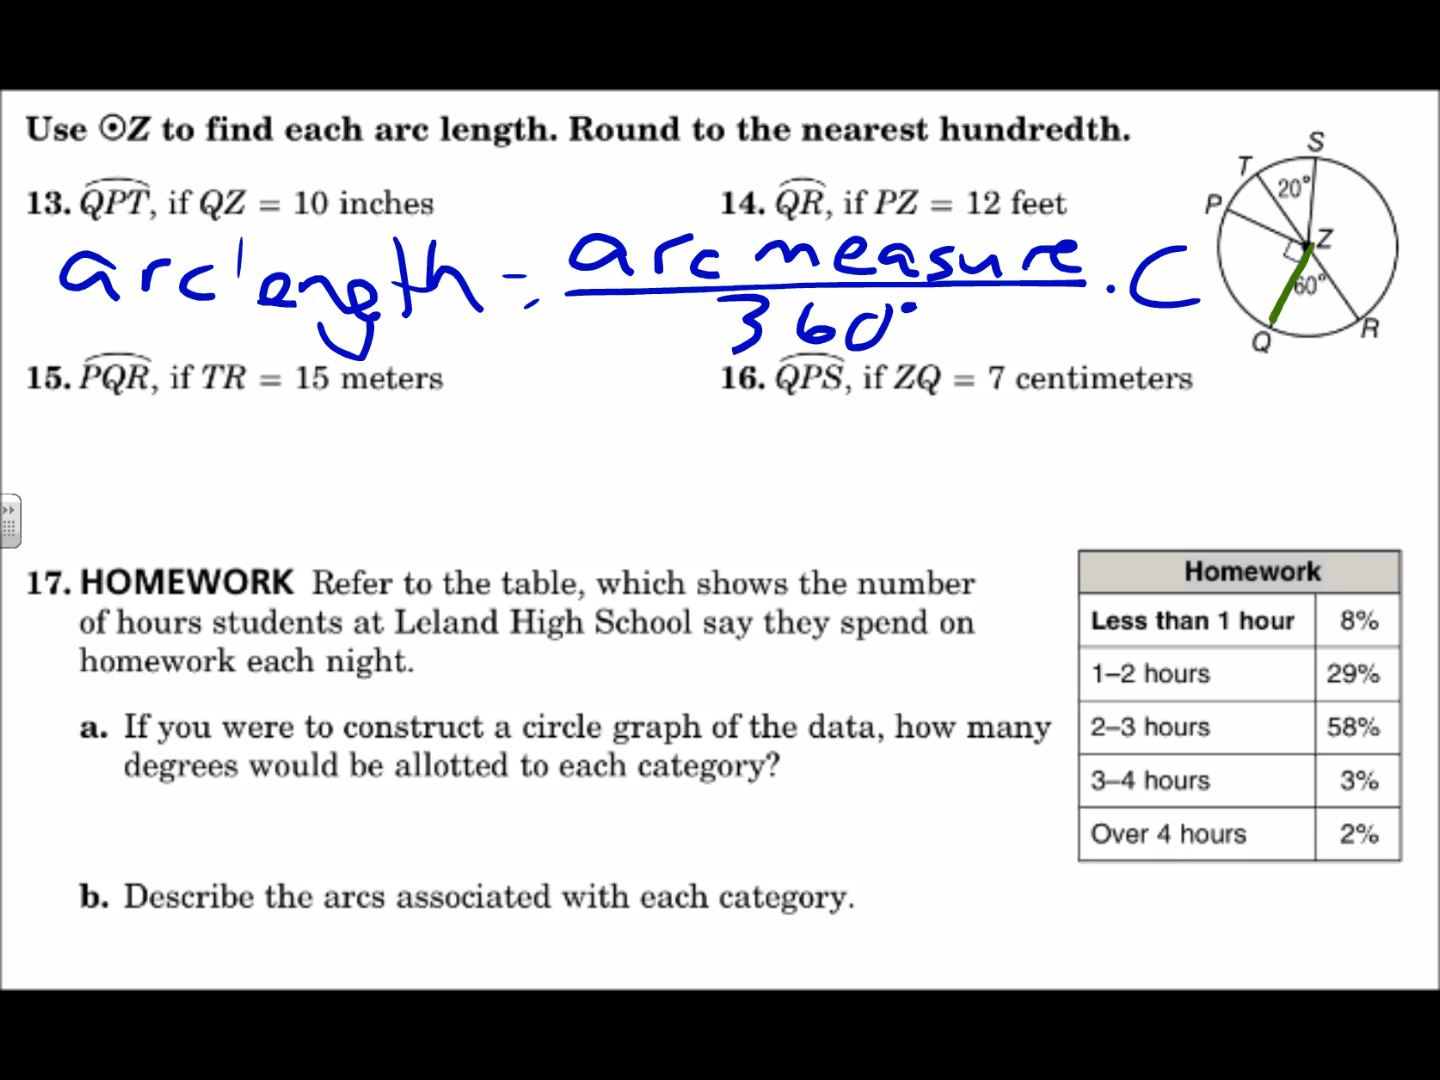 Use ⊙Z to find each arc length. Round to the nearest hundredth.
13. QPT, if QZ = 10 inches
14. QR, if PZ = 12 feet
arc length = arc measure / 360° · C
15. PQR, if TR = 15 meters
16. QPS, if ZQ = 7 centimeters
S
T
20°
P
Z
60°
Q
R
17. HOMEWORK Refer to the table, which shows the number
of hours students at Leland High School say they spend on
homework each night.
a. If you were to construct a circle graph of the data, how many
degrees would be allotted to each category?
b. Describe the arcs associated with each category.
Homework
Less than 1 hour 8%
1–2 hours 29%
2–3 hours 58%
3–4 hours 3%
Over 4 hours 2%